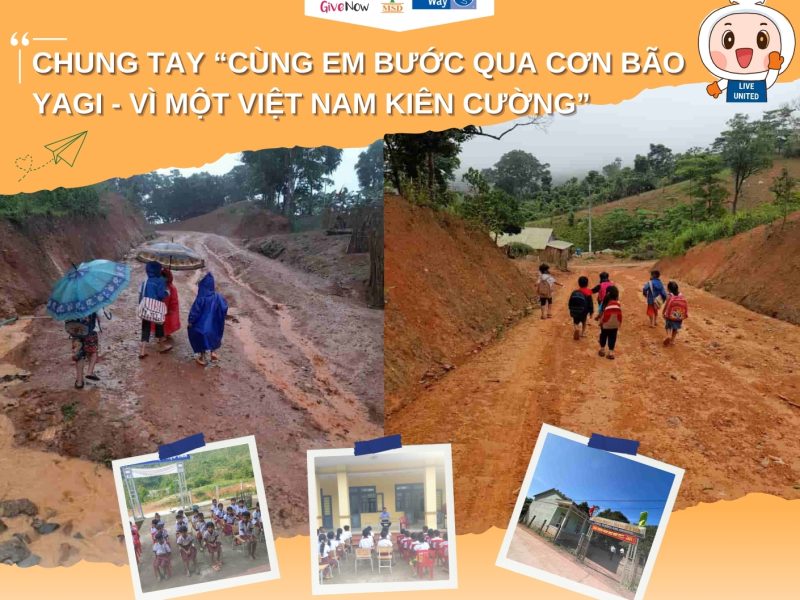 GiveNow
MSD
Way
CHUNG TAY “CÙNG EM BƯỚC QUA CƠN BÃO
YAGI - VÌ MỘT VIỆT NAM KIÊN CƯỜNG”
LIVE
UNITED